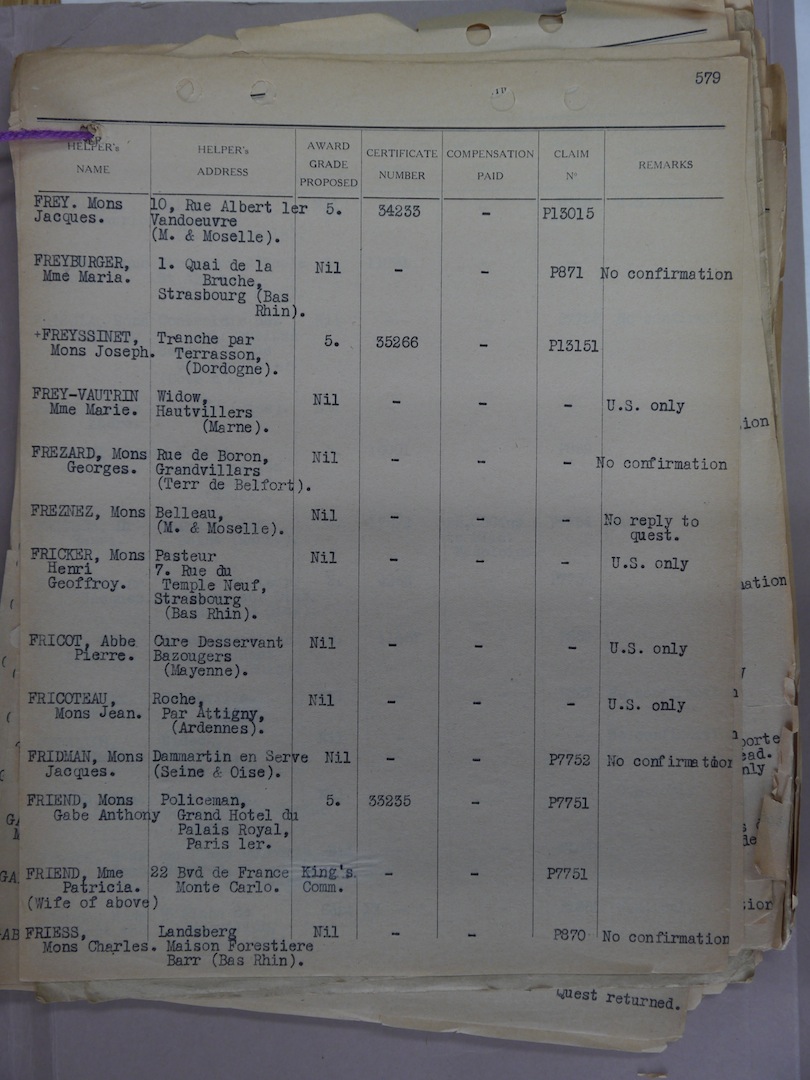 579
HELPER's NAME | HELPER's ADDRESS | AWARD GRADE PROPOSED | CERTIFICATE NUMBER | COMPENSATION PAID | CLAIM Nº | REMARKS
FREY. Mons 10, Rue Albert 1er 5. 34233 - P13015
Jacques. Vandoeuvre
(M. & Moselle).
FREYBURGER, 1. Quai de la Nil - - P871 No confirmation
Mme Maria. Bruche,
Strasbourg (Bas
Rhin).
+FREYSSINET, Tranche par 5. 35266 - P13151
Mons Joseph. Terrasson,
(Dordogne).
FREY-VAUTRIN Widow, Nil - - - U.S. only
Mme Marie. Hautvillers
(Marne).
FREZARD, Mons Rue de Boron, Nil - - - No confirmation
Georges. Grandvillars
(Terr de Belfort).
FREZNEZ, Mons Belleau, Nil - - - No reply to
(M. & Moselle). quest.
FRICKER, Mons Pasteur Nil - - - U.S. only
Henri 7. Rue du
Geoffroy. Temple Neuf,
Strasbourg
(Bas Rhin).
FRICOT, Abbe Cure Desservant Nil - - - U.S. only
Pierre. Bazougers
(Mayenne).
FRICOTEAU, Roche, Nil - - - U.S. only
Mons Jean. Par Attigny,
(Ardennes).
FRIDMAN, Mons Dammartin en Serve Nil - - P7752 No confirmation
Jacques. (Seine & Oise).
FRIEND, Mons Policeman, 5. 33235 - P7751
Gabe Anthony Grand Hotel du
Palais Royal,
Paris 1er.
FRIEND, Mme 22 Bvd de France King's - - P7751
Patricia. Monte Carlo. Comm.
(Wife of above)
FRIESS, Landsberg Nil - - P870 No confirmation
Mons Charles. Maison Forestiere
Barr (Bas Rhin).
Quest returned.